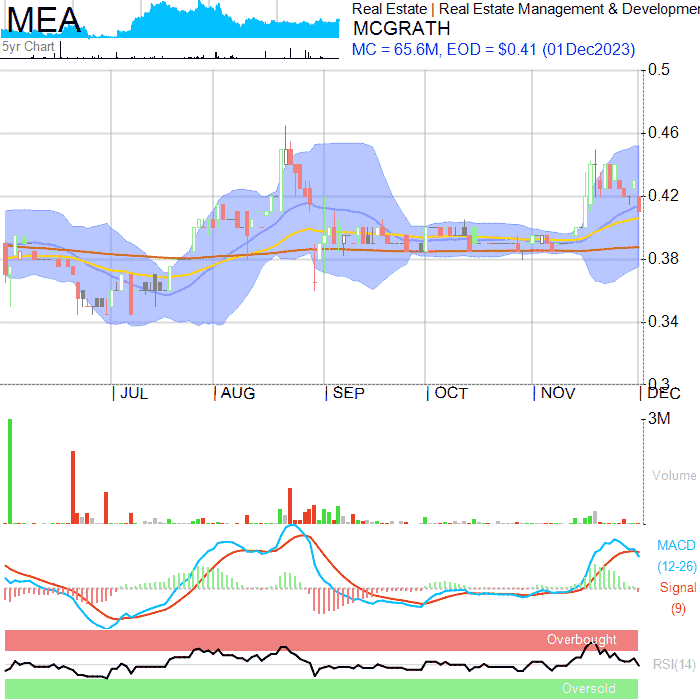 MEA
Real Estate | Real Estate Management & Developmen
MCGRATH
5yr Chart
MC = 65.6M, EOD = $0.41 (01Dec2023)
0.5
0.46
0.42
0.38
0.34
0.3
JUL AUG SEP OCT NOV DEC
3M
Volume
MACD
(12-26)
Signal
(9)
Overbought
RSI(14)
Oversold